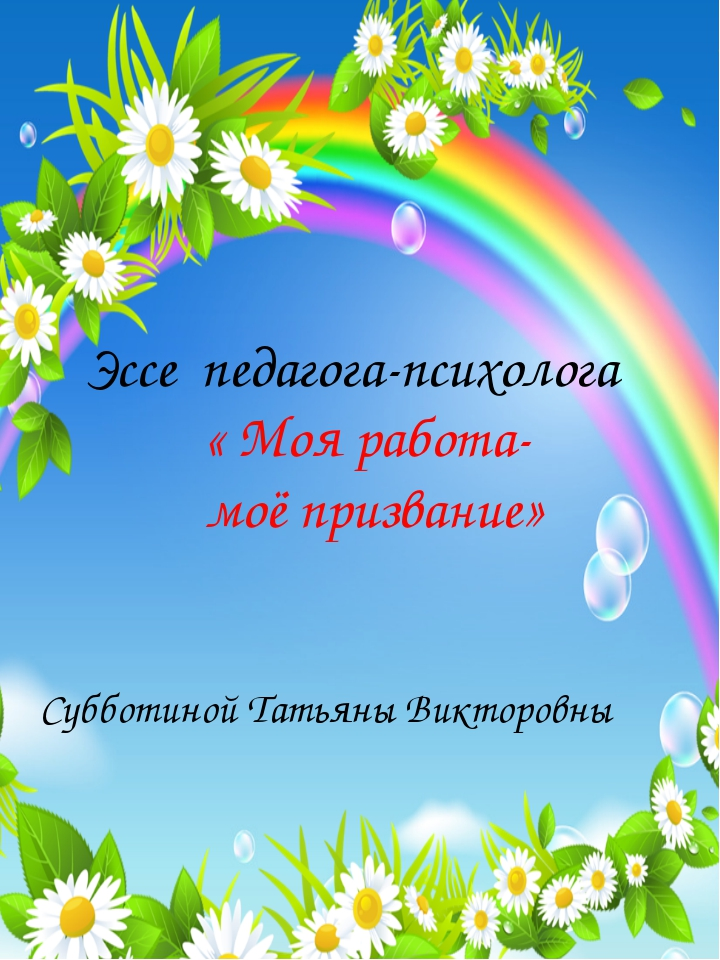 Эссе педагога-психолога
« Моя работа-
моё призвание»
Субботиной Татьяны Викторовны